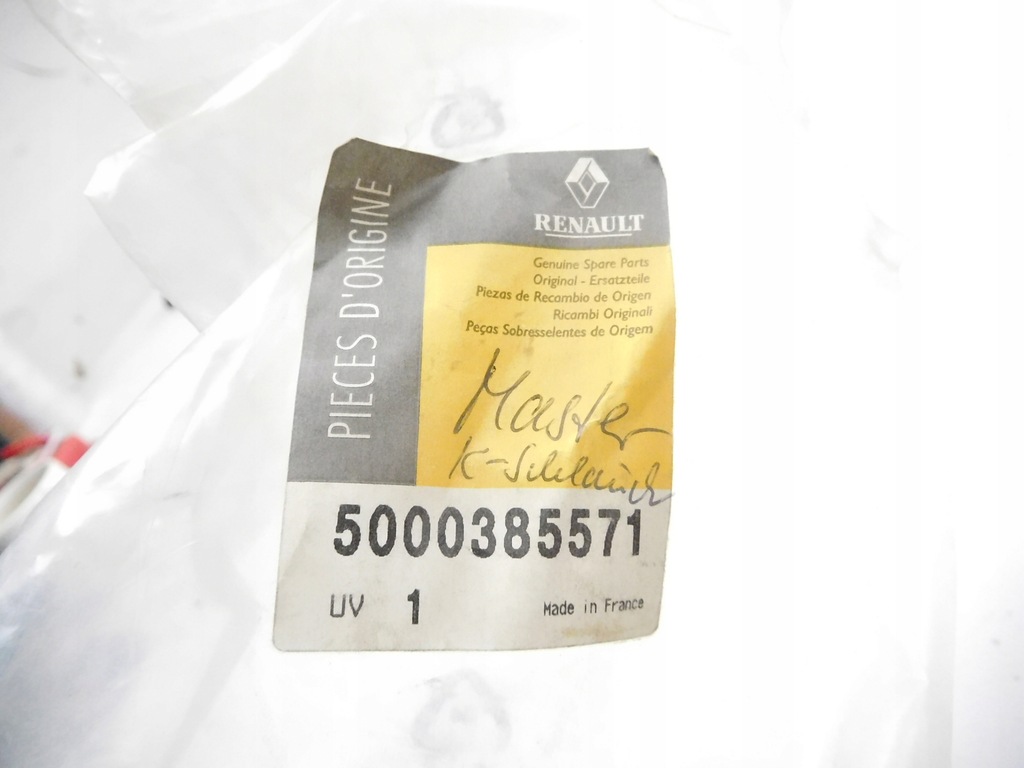 PIECES D'ORIGINE
RENAULT
Genuine Spare Parts
Original - Ersatzteile
Piezas de Recambio de Origen
Ricambi Originali
Peças Sobresselentes de Origem
Master
K-Schlauch
5000385571
UV 1
Made in France